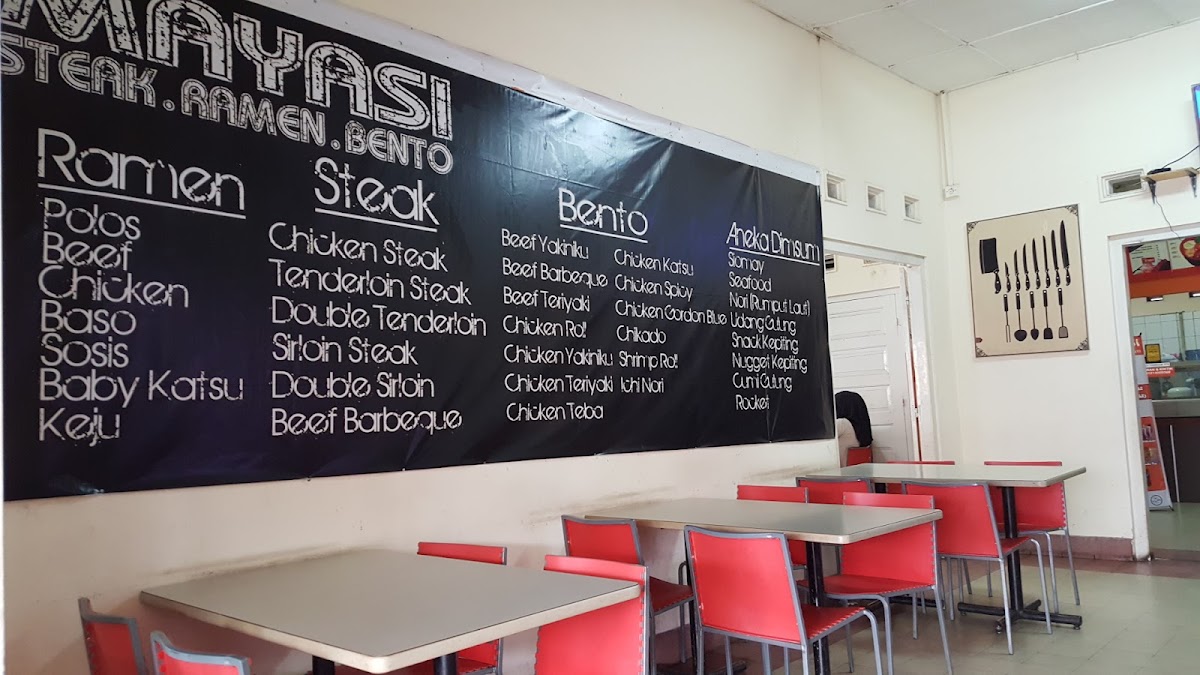 MAYASI
STEAK.RAMEN.BENTO
Ramen
Polos
Beef
Chicken
Baso
Sosis
Baby Katsu
Keju
Steak
Chicken Steak
Tenderloin Steak
Double Tenderloin
Sirloin Steak
Double Sirloin
Beef Barbeque
Bento
Beef Yakiniku
Beef Barbeque
Beef Teriyaki
Chicken Roll
Chicken Yakiniku
Chicken Teriyaki
Chicken Teba
Chicken Katsu
Chicken Spicy
Chicken Gordon Blue
Chikado
Shrimp Roll
Ichi Nori
Aneka Dimsum
Siomay
Seafood
Nori (Rumput Laut)
Udang Gulung
Snack Kepiting
Nugget Kepiting
Cumi Gulung
Rocket